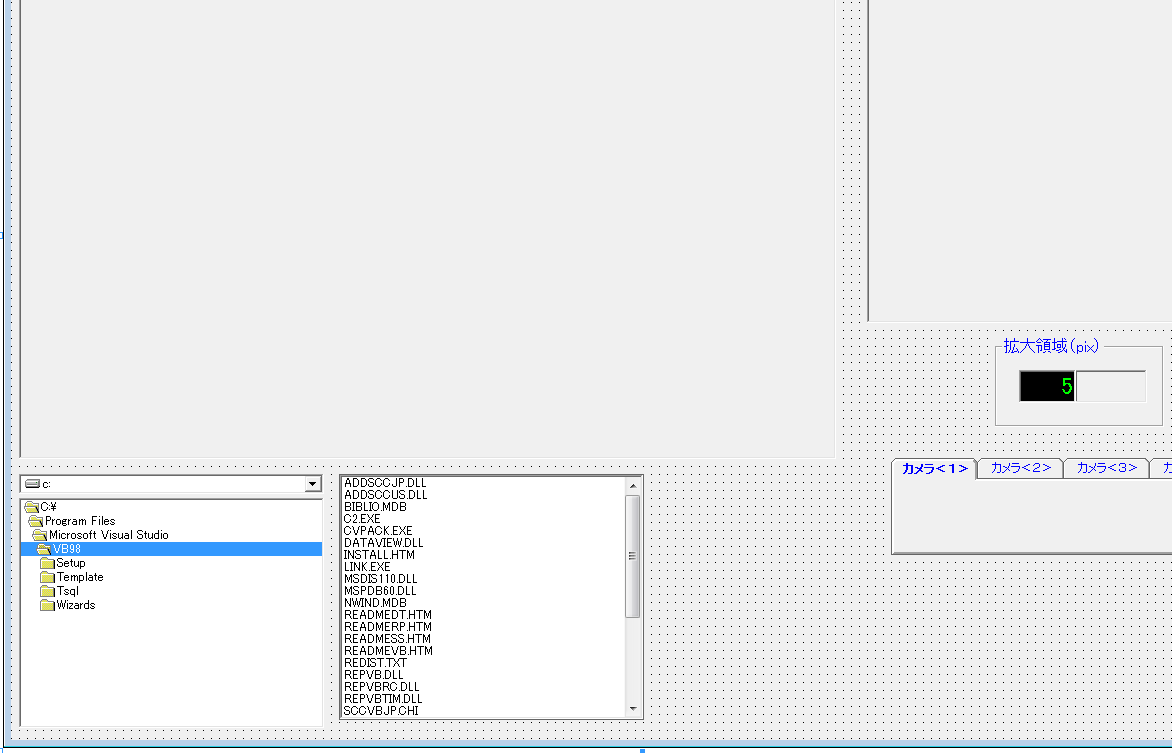 拡大領域(pix)
5
カメラ<1>
カメラ<2>
カメラ<3>
c:
C:¥
Program Files
Microsoft Visual Studio
VB98
Setup
Template
Tsql
Wizards
ADDSCCJP.DLL
ADDSCCUS.DLL
BIBLIO.MDB
C2.EXE
CVPACK.EXE
DATAVIEW.DLL
INSTALL.HTM
LINK.EXE
MSDIS110.DLL
MSPDB60.DLL
NWIND.MDB
READMEDT.HTM
READMERP.HTM
READMESS.HTM
READMEVB.HTM
REDIST.TXT
REPVB.DLL
REPVBRC.DLL
REPVBTIM.DLL
SCCVBJP.CHI